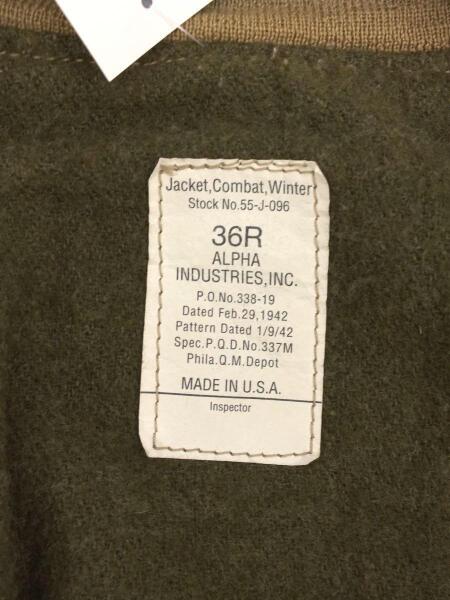 Jacket,Combat,Winter
Stock No.55-J-096
36R
ALPHA
INDUSTRIES,INC.
P.O.No.338-19
Dated Feb.29,1942
Pattern Dated 1/9/42
Spec.P.Q.D.No.337M
Phila.Q.M.Depot
MADE IN U.S.A.
Inspector